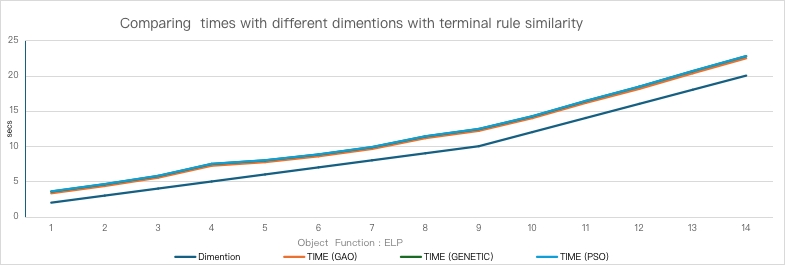 Comparing  times with different dimentions with terminal rule similarity
25
20
15
10
5
0
secs
1 2 3 4 5 6 7 8 9 10 11 12 13 14
Object  Function : ELP
Dimention TIME (GAO) TIME (GENETIC) TIME (PSO)